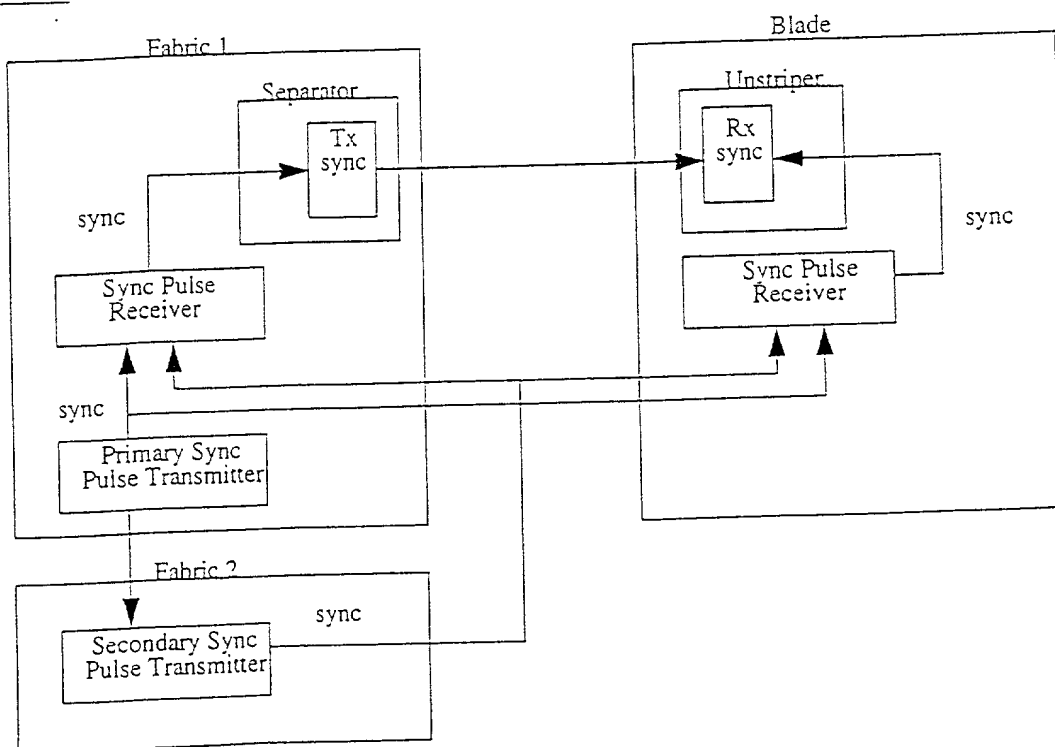 Blade
Fabric 1
Separator
Unstriper
Tx
sync
Rx
sync
sync
sync
Sync Pulse
Receiver
Sync Pulse
Receiver
sync
Primary Sync
Pulse Transmitter
Fabric 2
sync
Secondary Sync
Pulse Transmitter